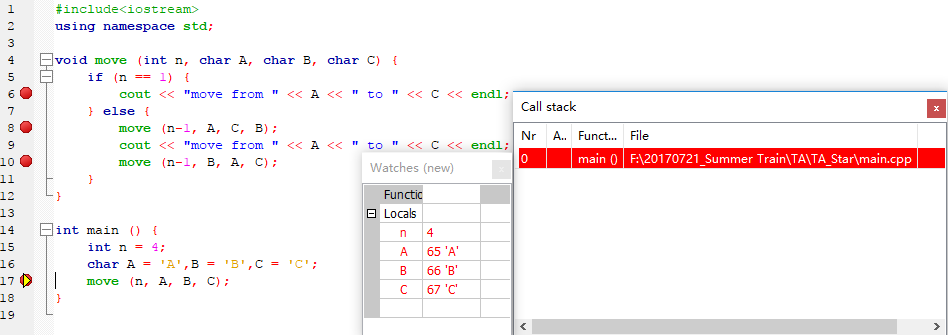 1 #include<iostream>
2 using namespace std;
3
4 void move (int n, char A, char B, char C) {
5 if (n == 1) {
6 cout << "move from " << A << " to " << C << endl;
7 } else {
8 move (n-1, A, C, B);
9 cout << "move from " << A << " to " << C << endl;
10 move (n-1, B, A, C);
11 }
12 }
13
14 int main () {
15 int n = 4;
16 char A = 'A',B = 'B',C = 'C';
17 move (n, A, B, C);
18 }
19
Watches (new)
x
Functic
Locals
n 4
A 65 'A'
B 66 'B'
C 67 'C'
Call stack
x
Nr A.. Funct... File
0 main () F:\20170721_Summer Train\TA\TA_Star\main.cpp